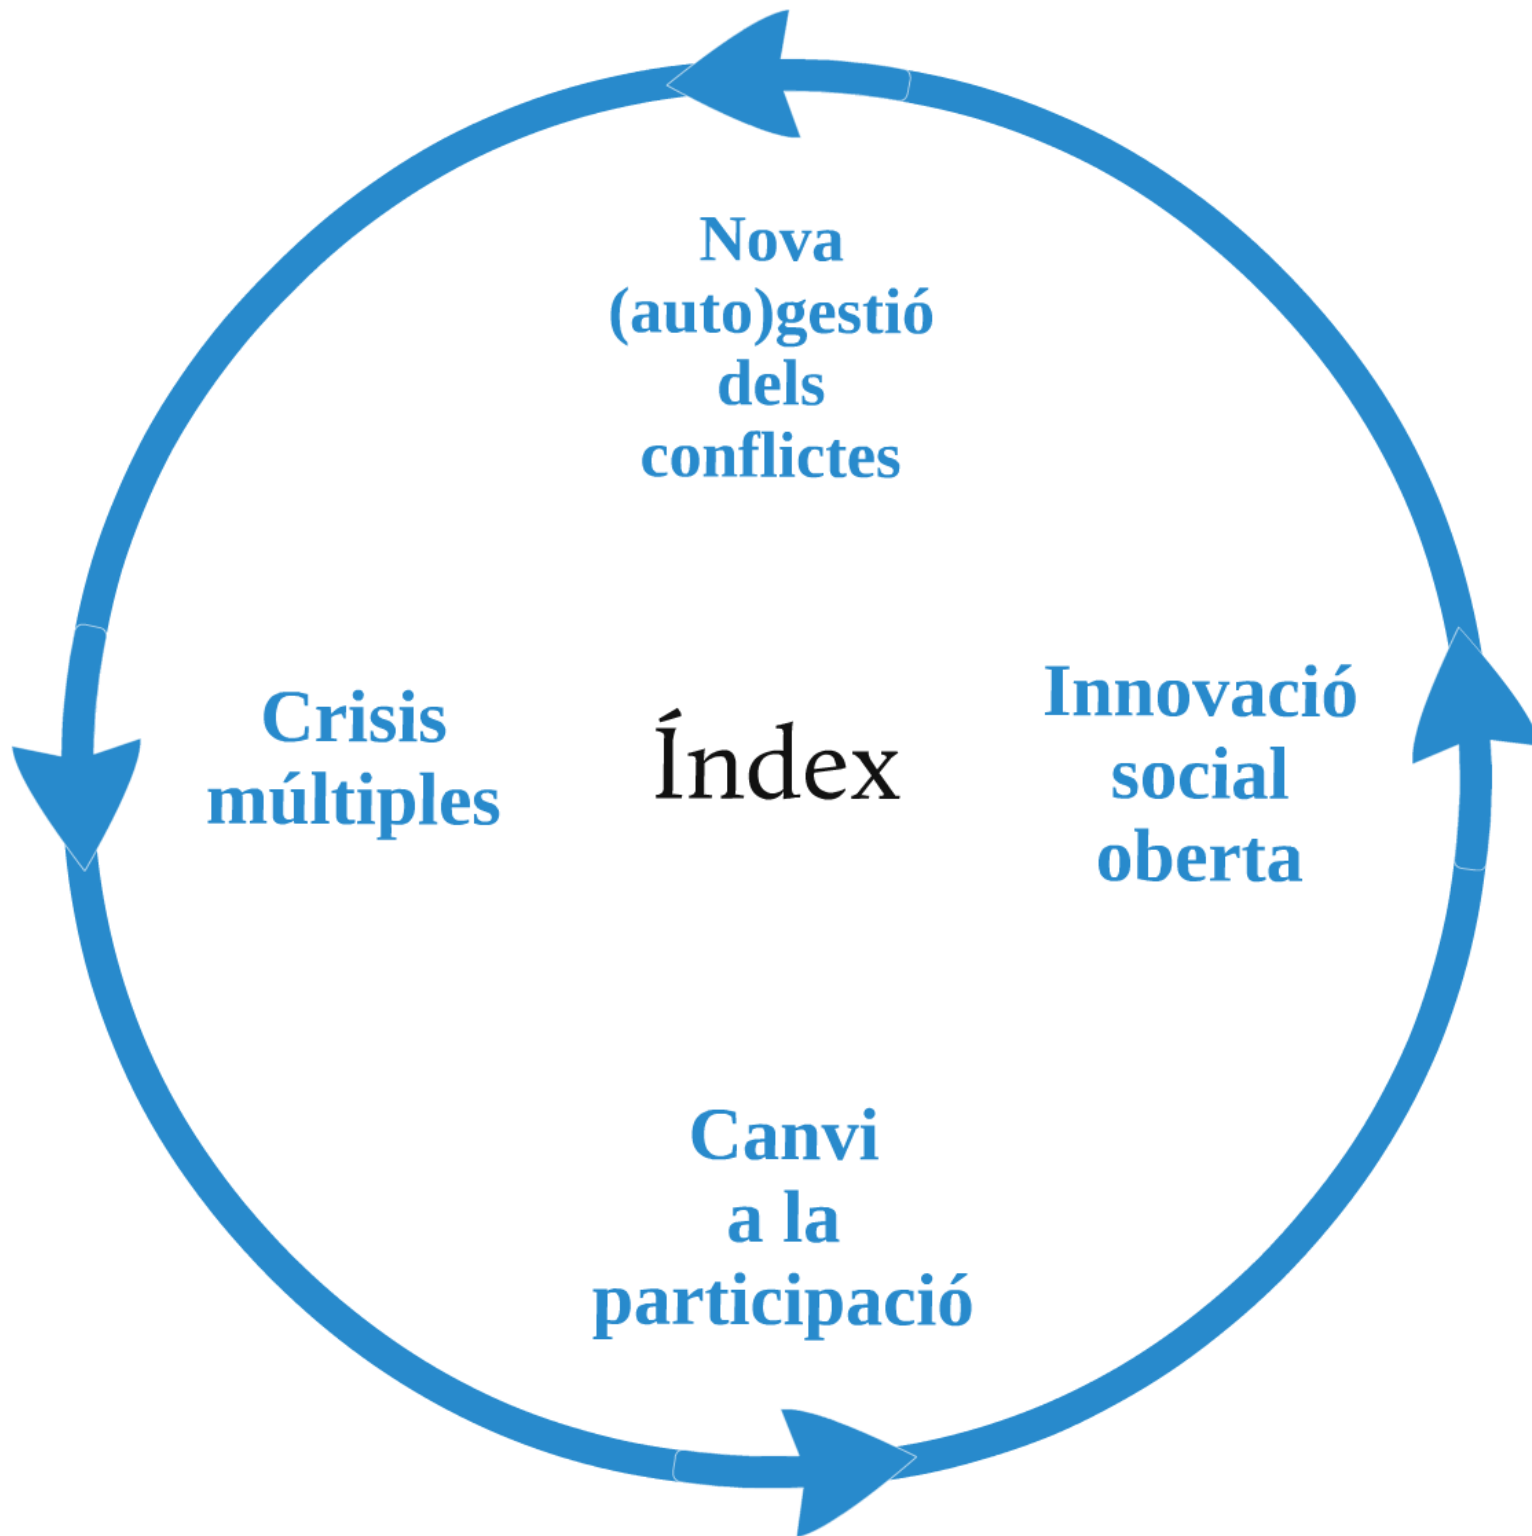 Nova
(auto)gestió
dels
conflictes
Crisis
múltiples
Índex
Innovació
social
oberta
Canvi
a la
participació